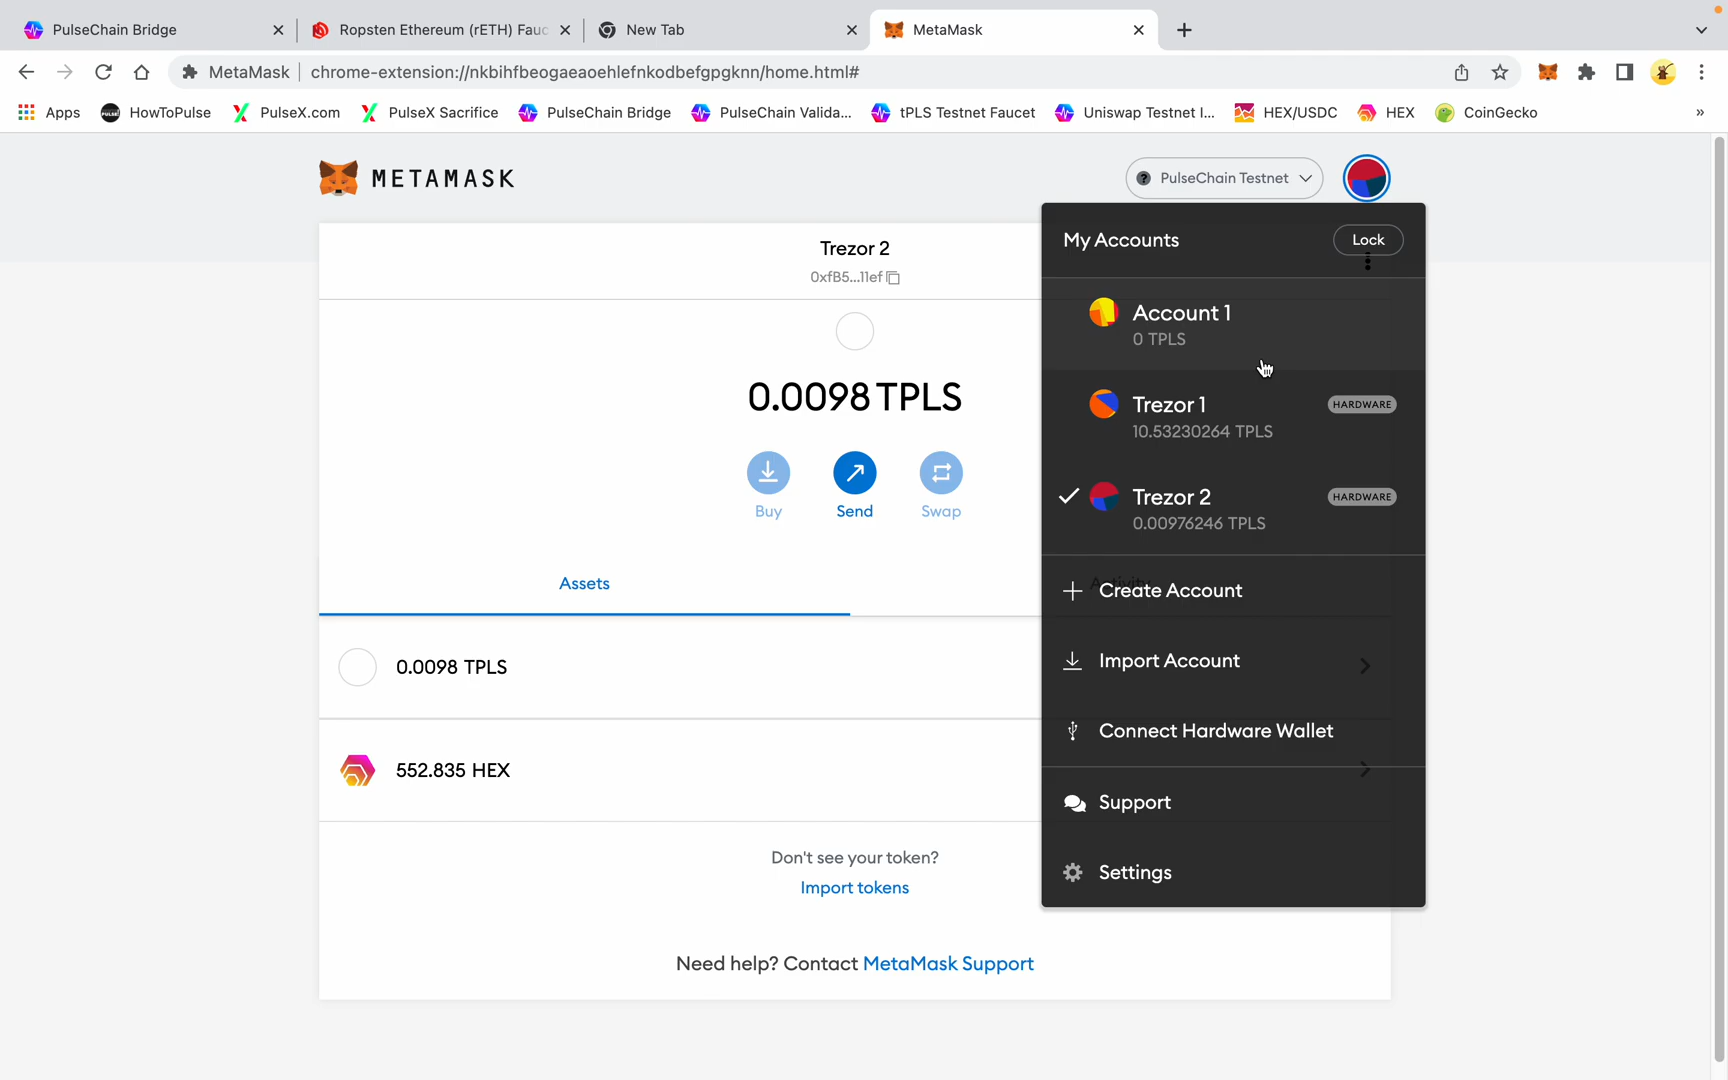 PulseChain Bridge
Ropsten Ethereum (rETH) Fauc
New Tab
MetaMask
MetaMask chrome-extension://nkbihfbeogaeaoehlefnkodbefgpgknn/home.html#
Apps HowToPulse PulseX.com PulseX Sacrifice PulseChain Bridge PulseChain Valida... tPLS Testnet Faucet Uniswap Testnet I... HEX/USDC HEX CoinGecko »
METAMASK
PulseChain Testnet
Trezor 2
0xfB5...11ef
0.0098 TPLS
Buy Send Swap
Assets
Activity
0.0098 TPLS
552.835 HEX
Don't see your token?
Import tokens
Need help? Contact MetaMask Support
My Accounts
Lock
Account 1
0 TPLS
Trezor 1
HARDWARE
10.53230264 TPLS
Trezor 2
HARDWARE
0.00976246 TPLS
Create Account
Import Account
Connect Hardware Wallet
Support
Settings